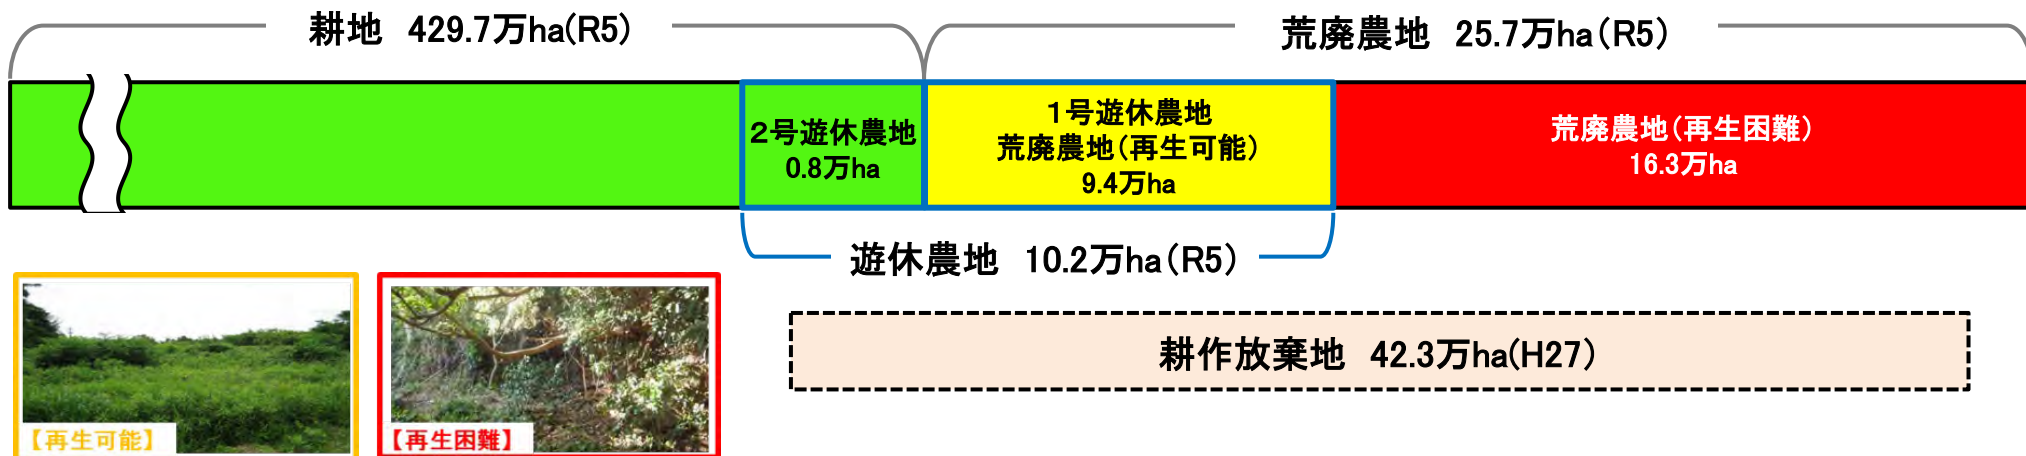 耕地 429.7万ha(R5)
荒廃農地 25.7万ha（R5）
２号遊休農地
0.8万ha
１号遊休農地
荒廃農地（再生可能）
9.4万ha
荒廃農地（再生困難）
16.3万ha
遊休農地 10.2万ha（R5）
耕作放棄地 42.3万ha(H27)
【再生可能】
【再生困難】